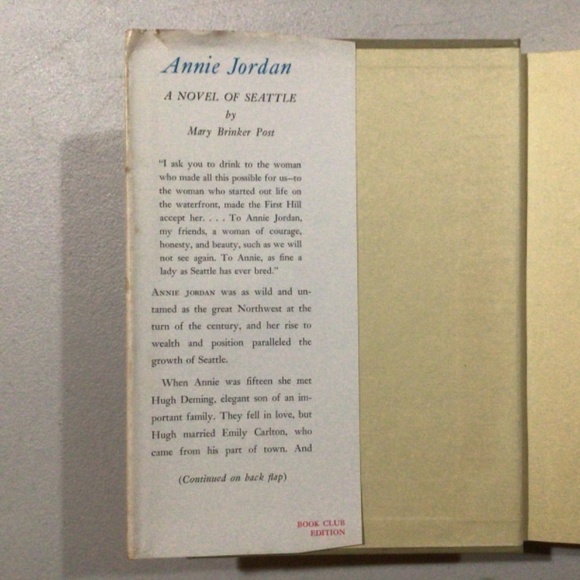 Annie Jordan
A NOVEL OF SEATTLE
by
Mary Brinker Post
"I ask you to drink to the woman
who made all this possible for us—to
the woman who started out life on
the waterfront, made the First Hill
accept her. . . . To Annie Jordan,
my friends, a woman of courage,
honesty, and beauty, such as we will
not see again. To Annie, as fine a
lady as Seattle has ever bred."
ANNIE JORDAN was as wild and un-
tamed as the great Northwest at the
turn of the century, and her rise to
wealth and position paralleled the
growth of Seattle.
When Annie was fifteen she met
Hugh Deming, elegant son of an im-
portant family. They fell in love, but
Hugh married Emily Carlton, who
came from his part of town. And
(Continued on back flap)
BOOK CLUB
EDITION